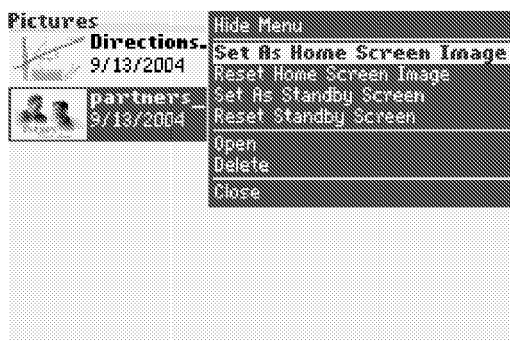 Pictures
Directions.
9/13/2004
partners_
9/13/2004
Hide Menu
Set As Home Screen Image
Reset Home Screen Image
Set As Standby Screen
Reset Standby Screen
Open
Delete
Close